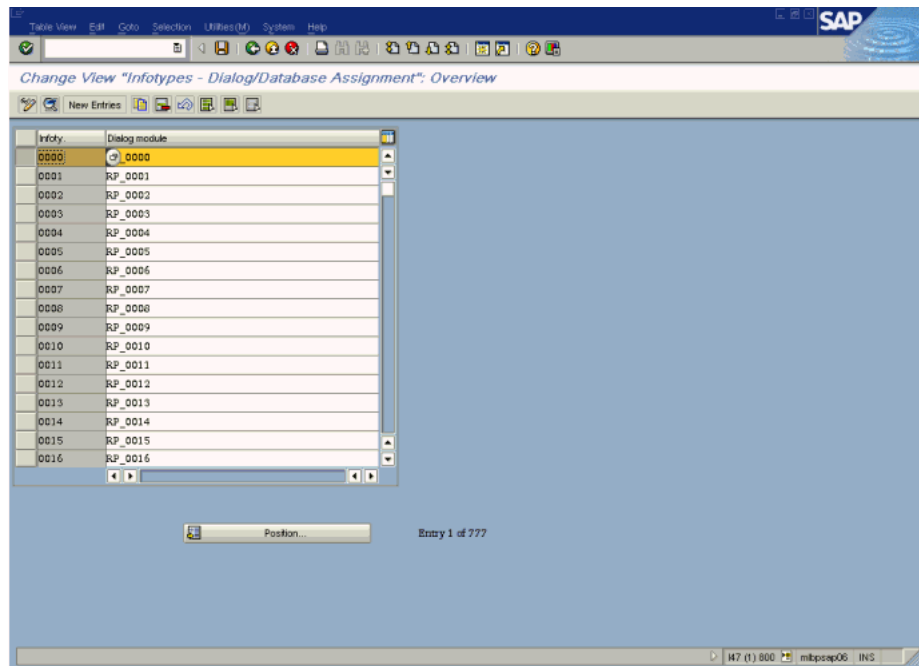 Table View Edit Goto Selection Utilities(M) System Help
SAP
Change View "Infotypes - Dialog/Database Assignment": Overview
New Entries
Infoty. Dialog module
0000 _0000
0001 RP_0001
0002 RP_0002
0003 RP_0003
0004 RP_0004
0005 RP_0005
0006 RP_0006
0007 RP_0007
0008 RP_0008
0009 RP_0009
0010 RP_0010
0011 RP_0011
0012 RP_0012
0013 RP_0013
0014 RP_0014
0015 RP_0015
0016 RP_0016
Position... Entry 1 of 777
I47 (1) 800 mibpsap06 INS